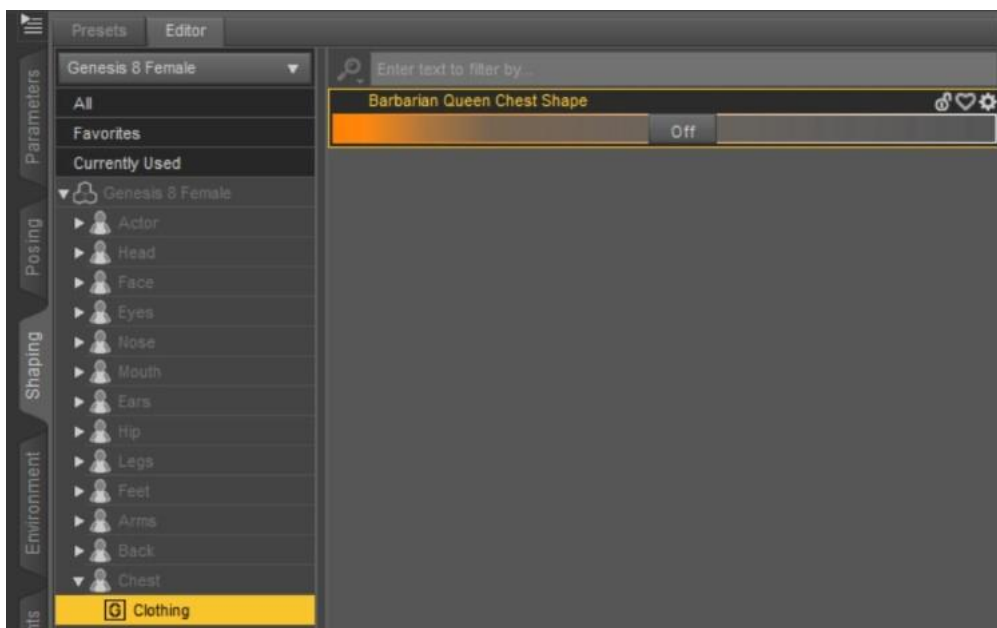 Presets
Editor
Genesis 8 Female
Enter text to filter by...
All
Favorites
Currently Used
Genesis 8 Female
Actor
Head
Face
Eyes
Nose
Mouth
Ears
Hip
Legs
Feet
Arms
Back
Chest
G Clothing
Barbarian Queen Chest Shape
Off
Parameters
Posing
Shaping
Environment